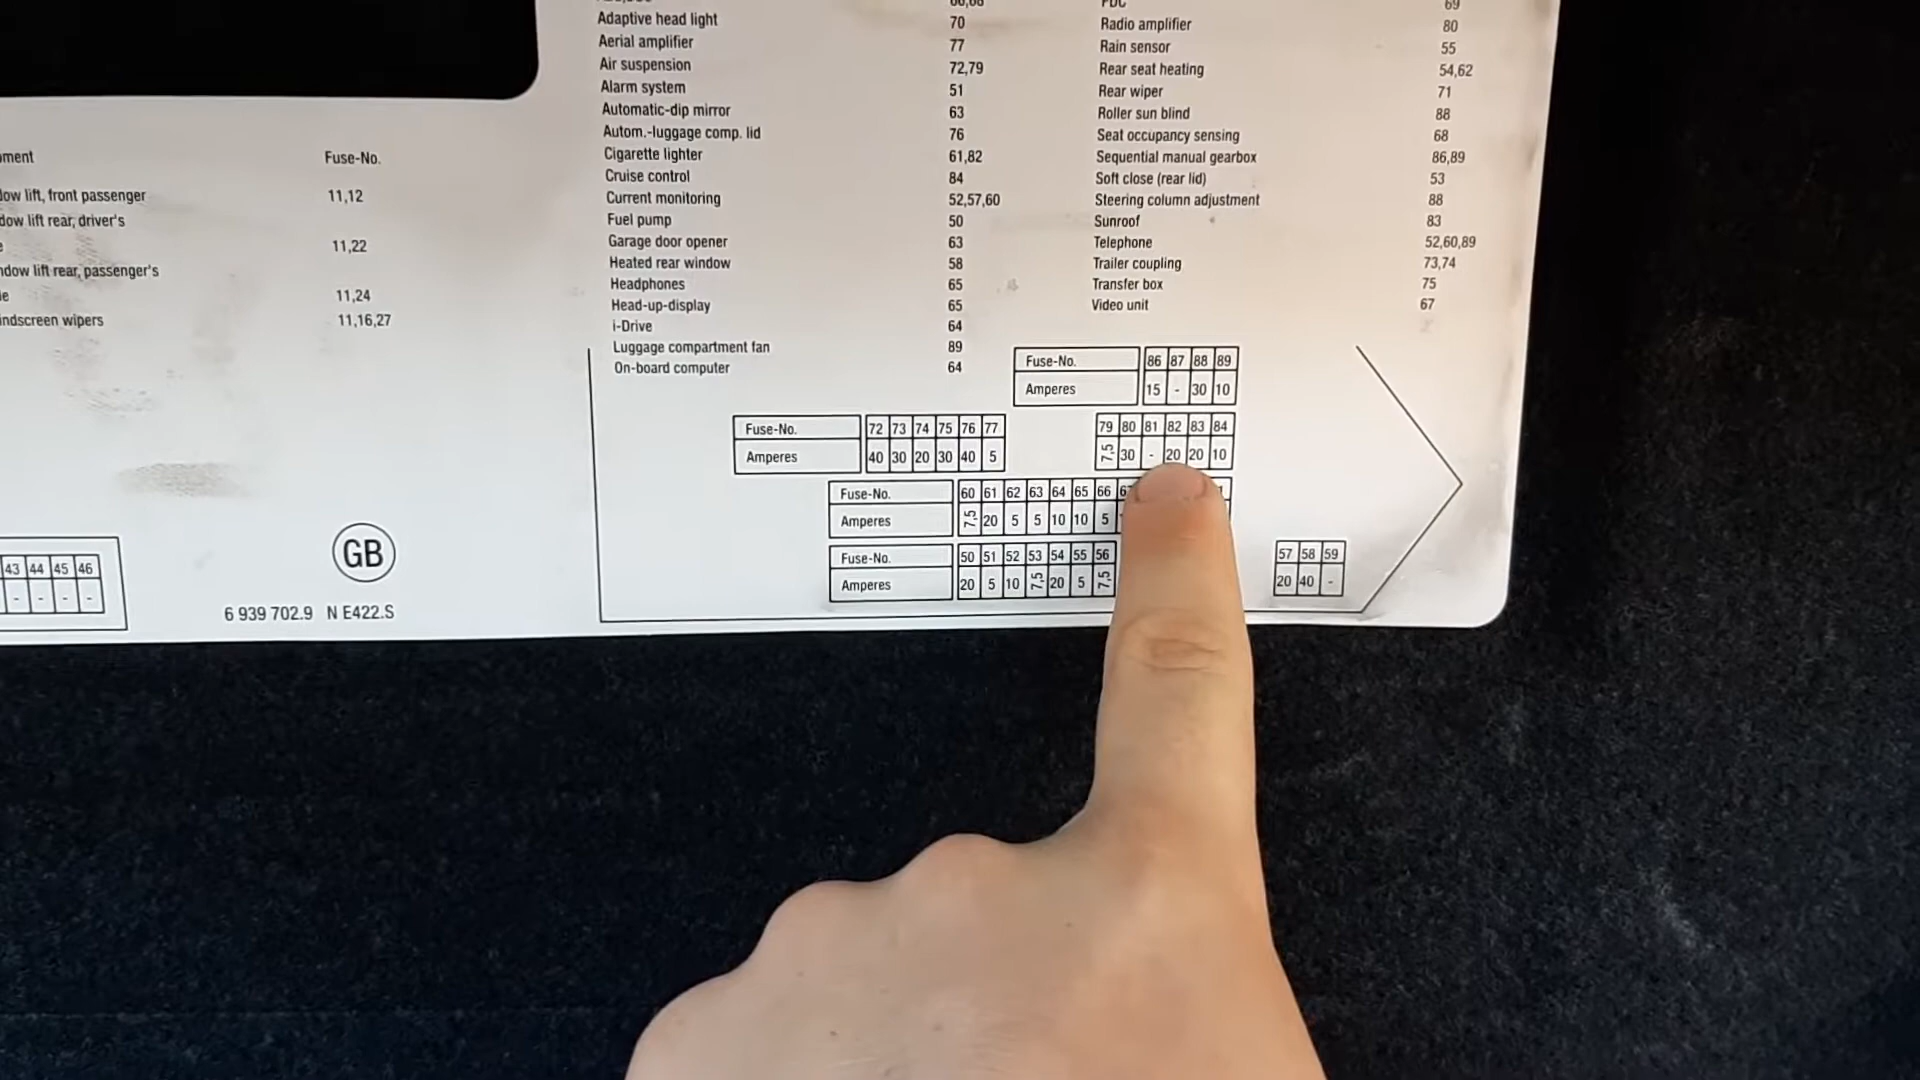 Adaptive head light 70
Aerial amplifier 77
Air suspension 72,79
Alarm system 51
Automatic-dip mirror 63
Autom.-luggage comp. lid 76
Cigarette lighter 61,82
Cruise control 84
Current monitoring 52,57,60
Fuel pump 50
Garage door opener 63
Heated rear window 58
Headphones 65
Head-up-display 65
i-Drive 64
Luggage compartment fan 89
On-board computer 64
PDC 69
Radio amplifier 80
Rain sensor 55
Rear seat heating 54,62
Rear wiper 71
Roller sun blind 88
Seat occupancy sensing 68
Sequential manual gearbox 86,89
Soft close (rear lid) 53
Steering column adjustment 88
Sunroof 83
Telephone 52,60,89
Trailer coupling 73,74
Transfer box 75
Video unit 67
Fuse-No.
lift, front passenger 11,12
lift rear, driver's
11,22
lift rear, passenger's
11,24
wipers 11,16,27
Fuse-No. 86 87 88 89
Amperes 15 - 30 10
Fuse-No. 72 73 74 75 76 77
Amperes 40 30 20 30 40 5
79 80 81 82 83 84
7,5 30 - 20 20 10
Fuse-No. 60 61 62 63 64 65 66
Amperes 7,5 20 5 5 10 10 5
Fuse-No. 50 51 52 53 54 55 56
Amperes 20 5 10 7,5 20 5 7,5
57 58 59
20 40 -
43 44 45 46
- - - -
GB
6 939 702.9 N E422.S